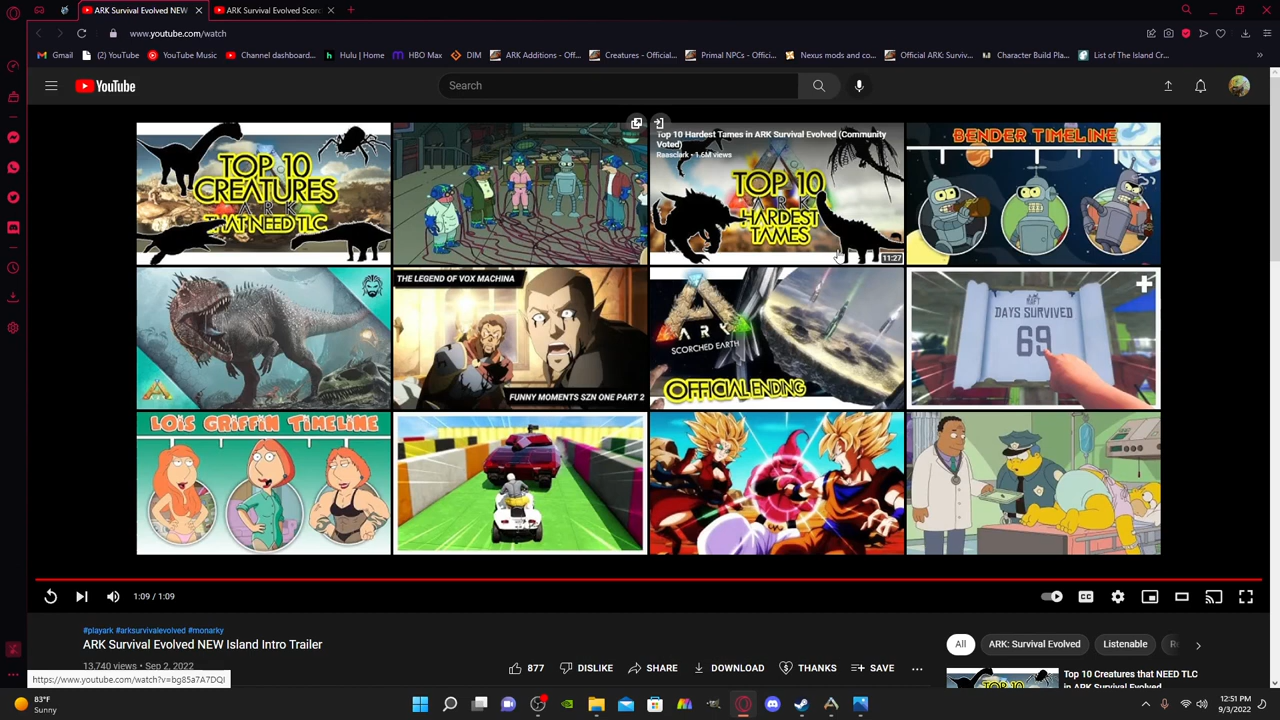 ARK Survival Evolved NEW
ARK Survival Evolved Scor
www.youtube.com/watch
Gmail
(2) YouTube
YouTube Music
Channel dashboard...
Hulu | Home
HBO Max
DIM
ARK Additions - Off...
Creatures - Official...
Primal NPCs - Offici...
Nexus mods and co...
Official ARK: Surviv...
Character Build Pla...
List of The Island Cr...
YouTube
Search
TOP 10
CREATURES
ARK
THAT NEED TLC
Top 10 Hardest Tames in ARK Survival Evolved (Community
Voted)
Raasclark • 1.6M views
TOP 10
ARK
HARDEST
TAMES
11:27
BENDER TIMELINE
THE LEGEND OF VOX MACHINA
FUNNY MOMENTS SZN ONE PART 2
ARK
SCORCHED EARTH
OFFICIAL ENDING
DAYS SURVIVED
69
LOIS GRIFFIN TIMELINE
1:09 / 1:09
CC
#playark #arksurvivalevolved #monarky
ARK Survival Evolved NEW Island Intro Trailer
13,740 views • Sep 2, 2022
877
DISLIKE
SHARE
DOWNLOAD
THANKS
SAVE
All
ARK: Survival Evolved
Listenable
Top 10 Creatures that NEED TLC
in ARK Survival Evolved
https://www.youtube.com/watch?v=bg85a7A7DQI
83°F
Sunny
12:51 PM
9/3/2022